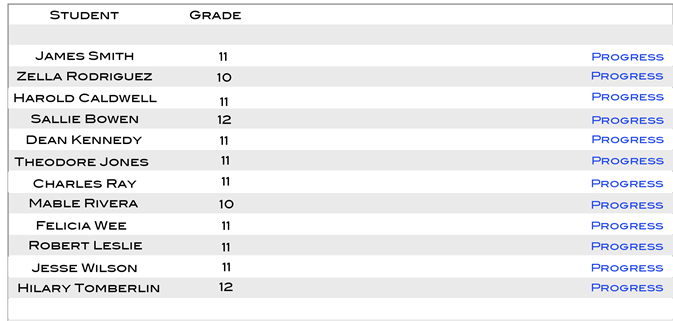 Student Grade
James Smith 11 Progress
Zella Rodriguez 10 Progress
Harold Caldwell 11 Progress
Sallie Bowen 12 Progress
Dean Kennedy 11 Progress
Theodore Jones 11 Progress
Charles Ray 11 Progress
Mable Rivera 10 Progress
Felicia Wee 11 Progress
Robert Leslie 11 Progress
Jesse Wilson 11 Progress
Hilary Tomberlin 12 Progress